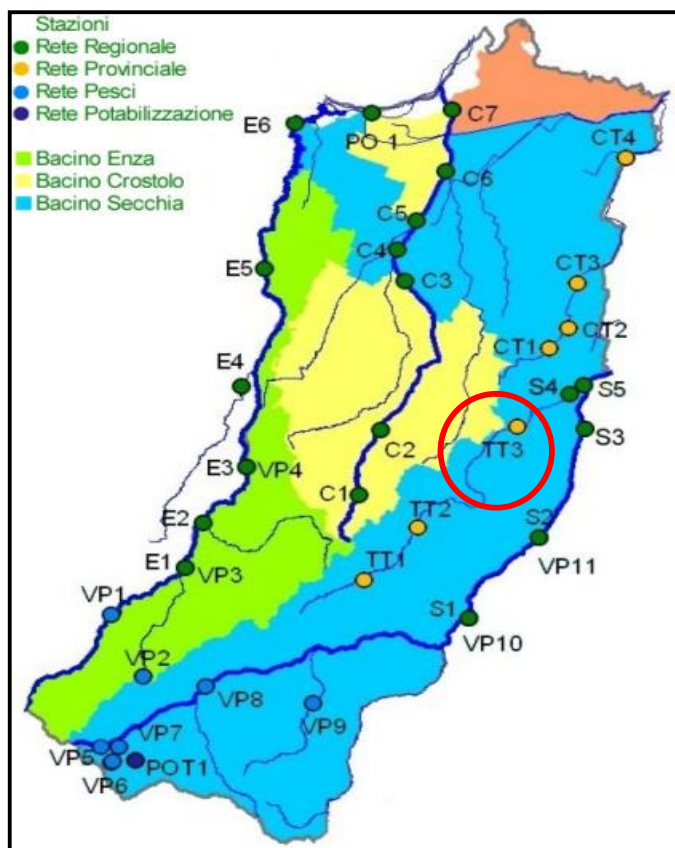 Stazioni
Rete Regionale
Rete Provinciale
Rete Pesci
Rete Potabilizzazione
Bacino Enza
Bacino Crostolo
Bacino Secchia
E6
PO 1
C7
CT4
C6
C5
C4
E5
C3
CT3
CT2
CT1
E4
S4
S5
S3
TT3
C2
E3
VP4
C1
E2
TT2
S2
VP11
E1
VP3
TT1
VP1
S1
VP10
VP2
VP8
VP9
VP7
VP5
VP6
POT1